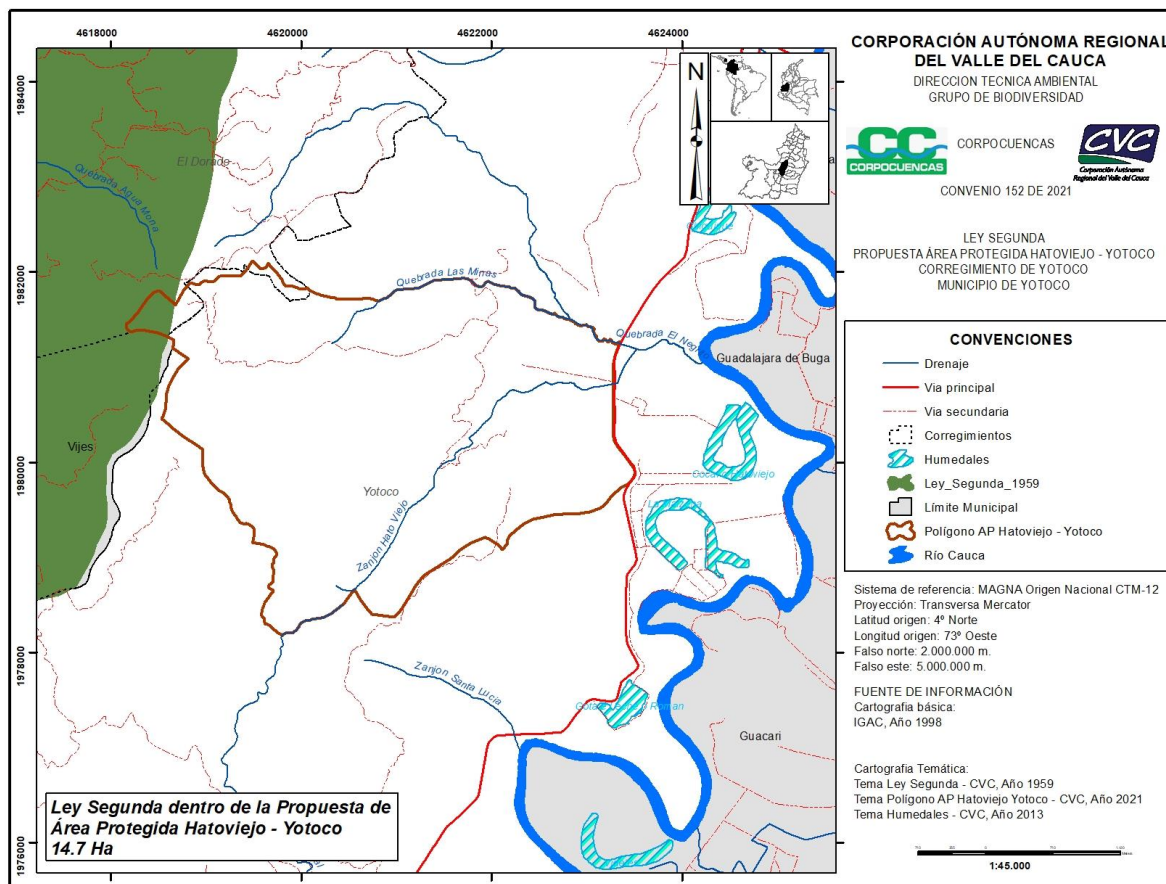 4618000
4620000
4622000
4624000
1984000
1982000
1980000
1978000
1976000
N
El Dorado
Quebrada Agua Mona
Quebrada Las Minas
Quebrada El Negrito
Guadalajara de Buga
Vijes
Yotoco
Zanjon Hato Viejo
Zanjon Santa Lucia
Guacari
Ley Segunda dentro de la Propuesta de
Área Protegida Hatoviejo - Yotoco
14.7 Ha
CORPORACIÓN AUTÓNOMA REGIONAL
DEL VALLE DEL CAUCA
DIRECCION TECNICA AMBIENTAL
GRUPO DE BIODIVERSIDAD
CC
CORPOCUENCAS
CORPOCUENCAS
CVC
Corporación Autónoma
Regional del Valle del Cauca
CONVENIO 152 DE 2021
LEY SEGUNDA
PROPUESTA ÁREA PROTEGIDA HATOVIEJO - YOTOCO
CORREGIMIENTO DE YOTOCO
MUNICIPIO DE YOTOCO
CONVENCIONES
Drenaje
Via principal
Via secundaria
Corregimientos
Humedales
Ley_Segunda_1959
Límite Municipal
Polígono AP Hatoviejo - Yotoco
Río Cauca
Sistema de referencia: MAGNA Origen Nacional CTM-12
Proyección: Transversa Mercator
Latitud origen: 4º Norte
Longitud origen: 73º Oeste
Falso norte: 2.000.000 m.
Falso este: 5.000.000 m.
FUENTE DE INFORMACIÓN
Cartografia básica:
IGAC, Año 1998
Cartografia Temática:
Tema Ley Segunda - CVC, Año 1959
Tema Polígono AP Hatoviejo Yotoco - CVC, Año 2021
Tema Humedales - CVC, Año 2013
1:45.000